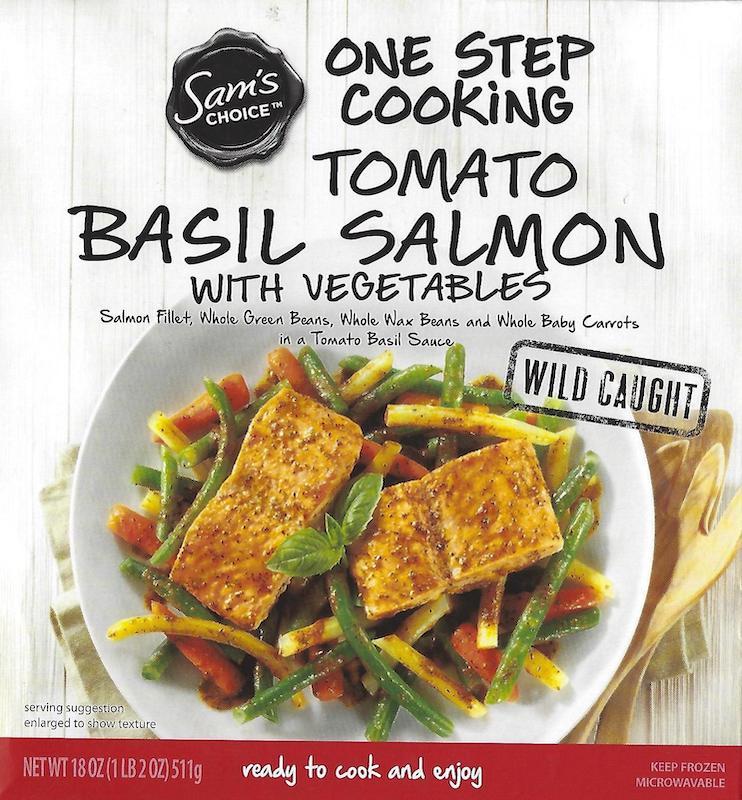 Sam's
CHOICE™
ONE STEP
COOKING
TOMATO
BASIL SALMON
WITH VEGETABLES
Salmon Fillet, Whole Green Beans, Whole Wax Beans and Whole Baby Carrots
in a Tomato Basil Sauce
WILD CAUGHT
serving suggestion
enlarged to show texture
NET WT 18 OZ (1 LB 2 OZ) 511g
ready to cook and enjoy
KEEP FROZEN
MICROWAVABLE